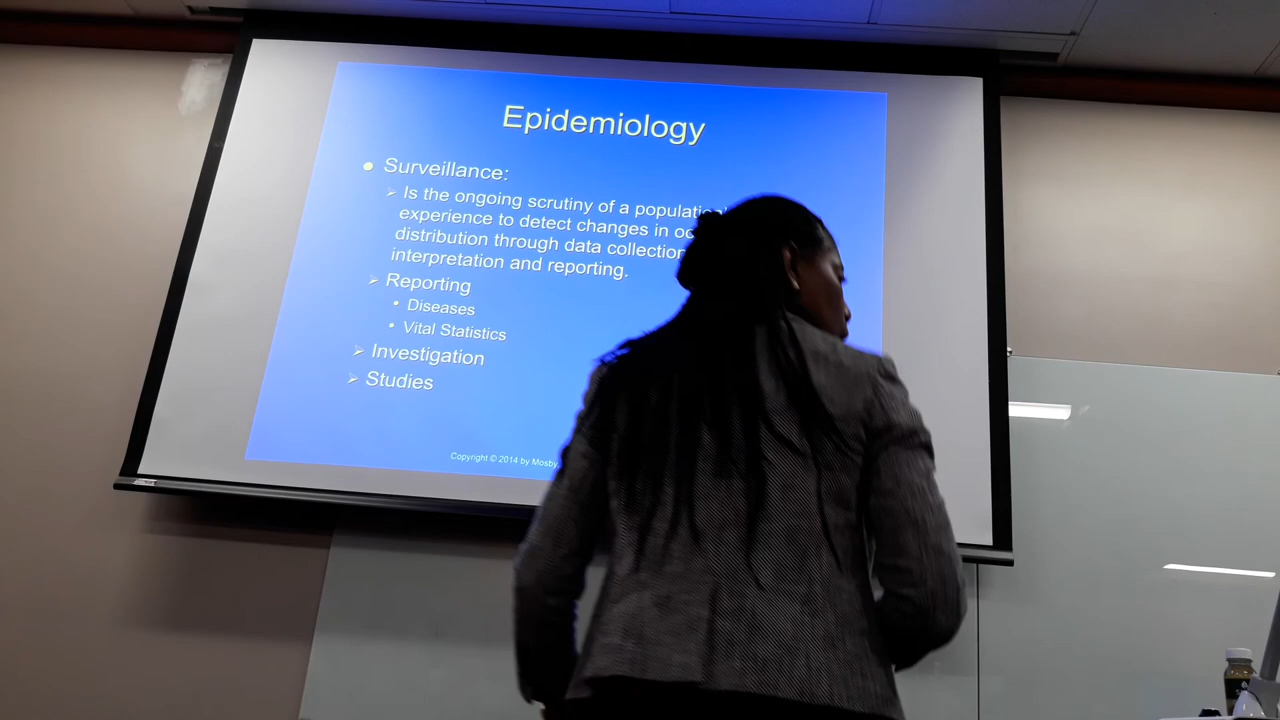 Epidemiology
Surveillance:
Is the ongoing scrutiny of a population's
experience to detect changes in
distribution through data collection
interpretation and reporting.
Reporting
Diseases
Vital Statistics
Investigation
Studies
Copyright © 2014 by Mosby,